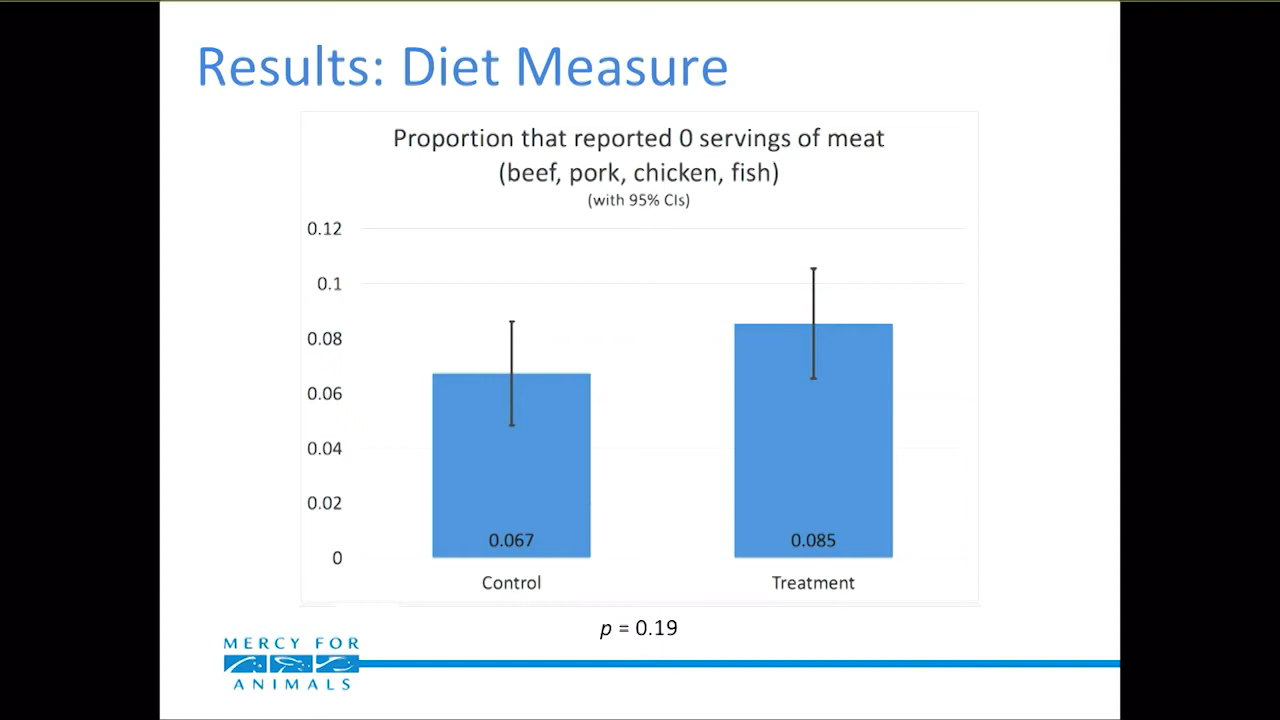 Results: Diet Measure
Proportion that reported 0 servings of meat
(beef, pork, chicken, fish)
(with 95% CIs)
0.12
0.1
0.08
0.06
0.04
0.02
0
0.067
0.085
Control
Treatment
p = 0.19
MERCY FOR
ANIMALS